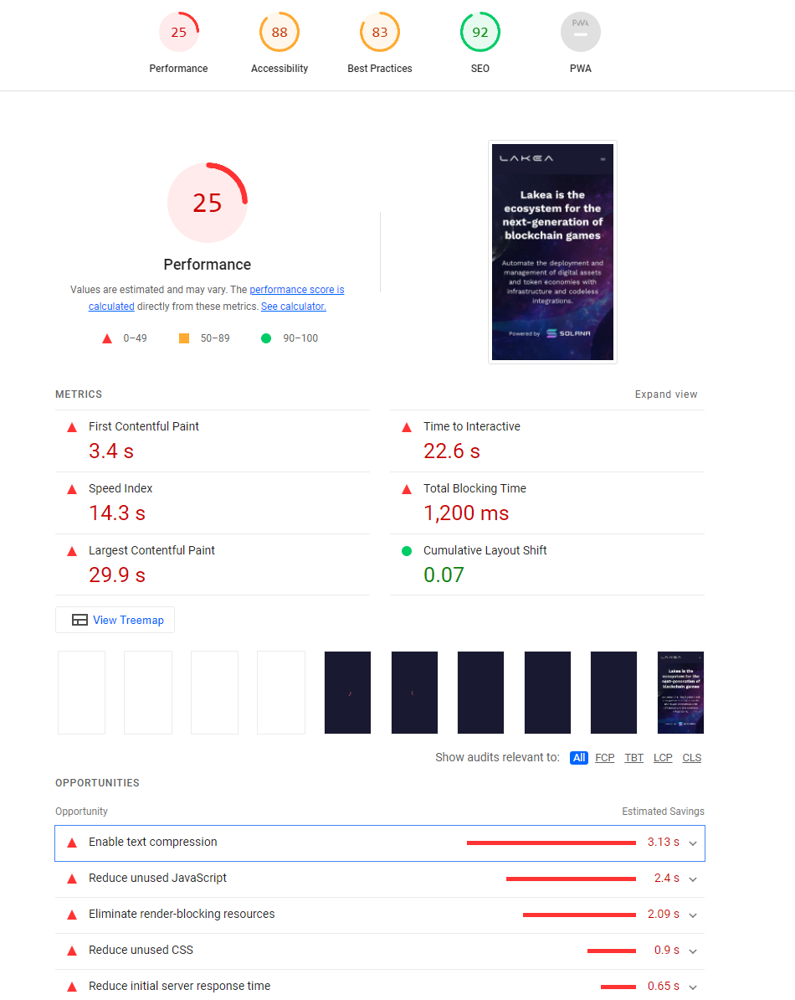 25
88
83
92
PWA
Performance
Accessibility
Best Practices
SEO
PWA
25
Performance
Values are estimated and may vary. The performance score is
calculated directly from these metrics. See calculator.
0–49
50–89
90–100
LAKEA
Lakea is the
ecosystem for the
next-generation of
blockchain games
Automate the deployment and
management of digital assets
and token economies with
infrastructure and codeless
integrations.
Powered by SOLANA
METRICS
Expand view
First Contentful Paint
3.4 s
Time to Interactive
22.6 s
Speed Index
14.3 s
Total Blocking Time
1,200 ms
Largest Contentful Paint
29.9 s
Cumulative Layout Shift
0.07
View Treemap
LAKEA
Lakea is the
ecosystem for the
next-generation of
blockchain games
Show audits relevant to: All FCP TBT LCP CLS
OPPORTUNITIES
Opportunity
Estimated Savings
Enable text compression
3.13 s
Reduce unused JavaScript
2.4 s
Eliminate render-blocking resources
2.09 s
Reduce unused CSS
0.9 s
Reduce initial server response time
0.65 s